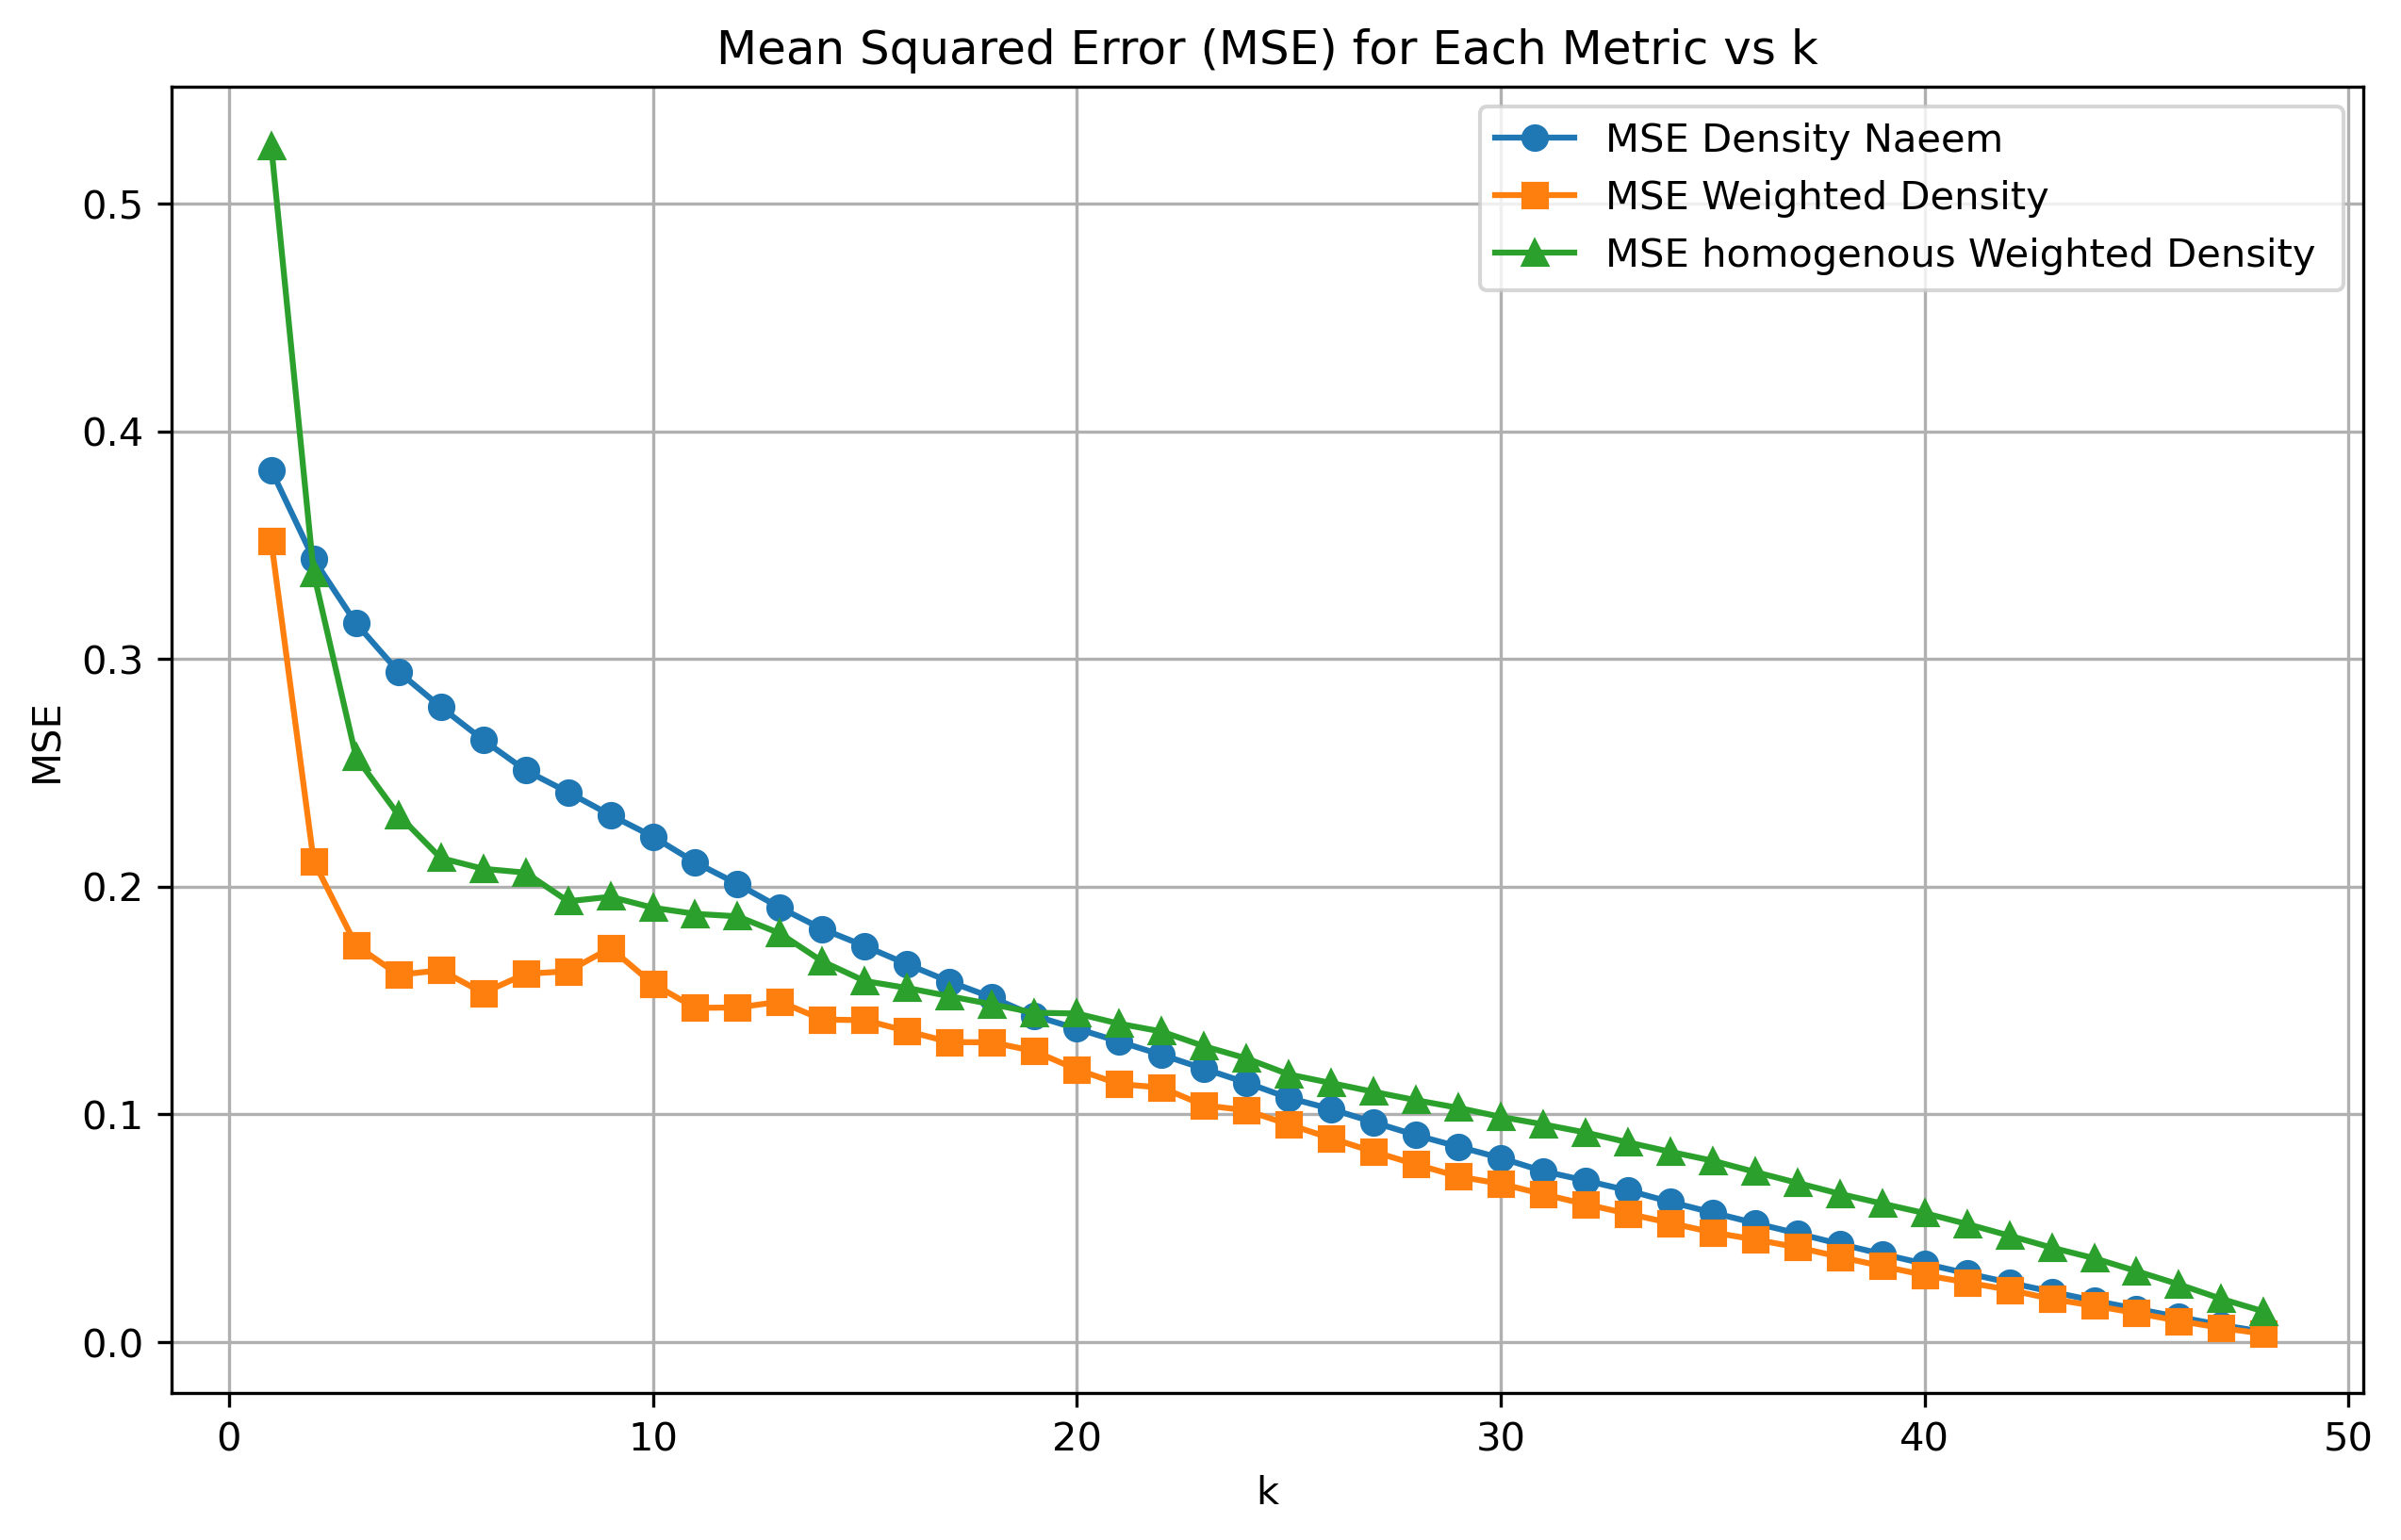 Mean Squared Error (MSE) for Each Metric vs k
MSE Density Naeem
MSE Weighted Density
MSE homogenous Weighted Density
MSE
0.5
0.4
0.3
0.2
0.1
0.0
0 10 20 30 40 50
k